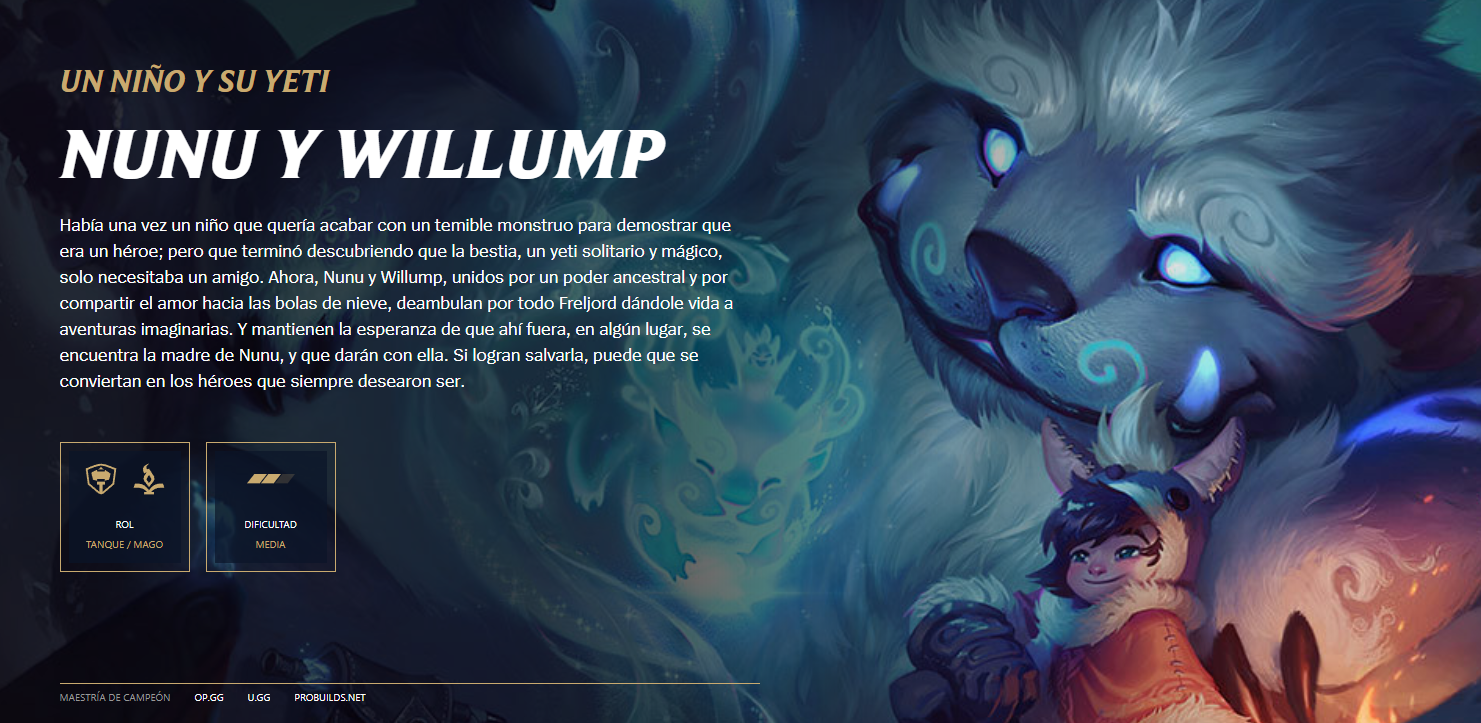 UN NIÑO Y SU YETI
NUNU Y WILLUMP
Había una vez un niño que quería acabar con un temible monstruo para demostrar que
era un héroe; pero que terminó descubriendo que la bestia, un yeti solitario y mágico,
solo necesitaba un amigo. Ahora, Nunu y Willump, unidos por un poder ancestral y por
compartir el amor hacia las bolas de nieve, deambulan por todo Freljord dándole vida a
aventuras imaginarias. Y mantienen la esperanza de que ahí fuera, en algún lugar, se
encuentra la madre de Nunu, y que darán con ella. Si logran salvarla, puede que se
conviertan en los héroes que siempre desearon ser.
ROL
TANQUE / MAGO
DIFICULTAD
MEDIA
MAESTRÍA DE CAMPEÓN OP.GG U.GG PROBUILDS.NET